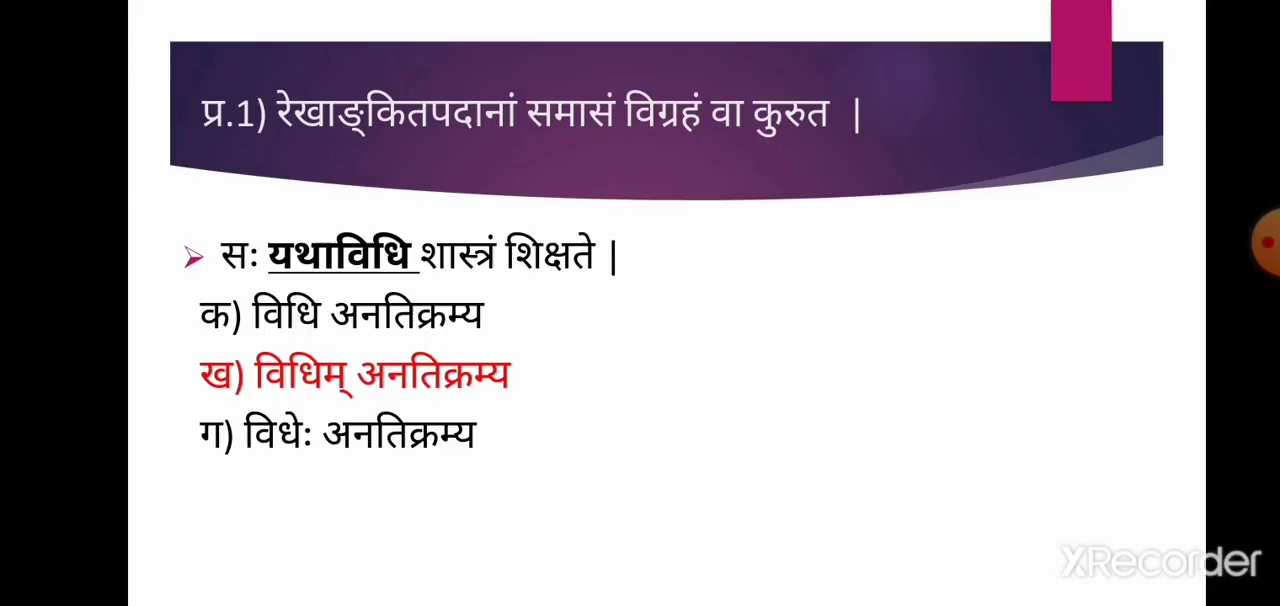 प्र.1) रेखाङ्कितपदानां समासं विग्रहं वा कुरुत |
सः यथाविधि शास्त्रं शिक्षते |
क) विधि अनतिक्रम्य
ख) विधिम् अनतिक्रम्य
ग) विधेः अनतिक्रम्य
XRecorder